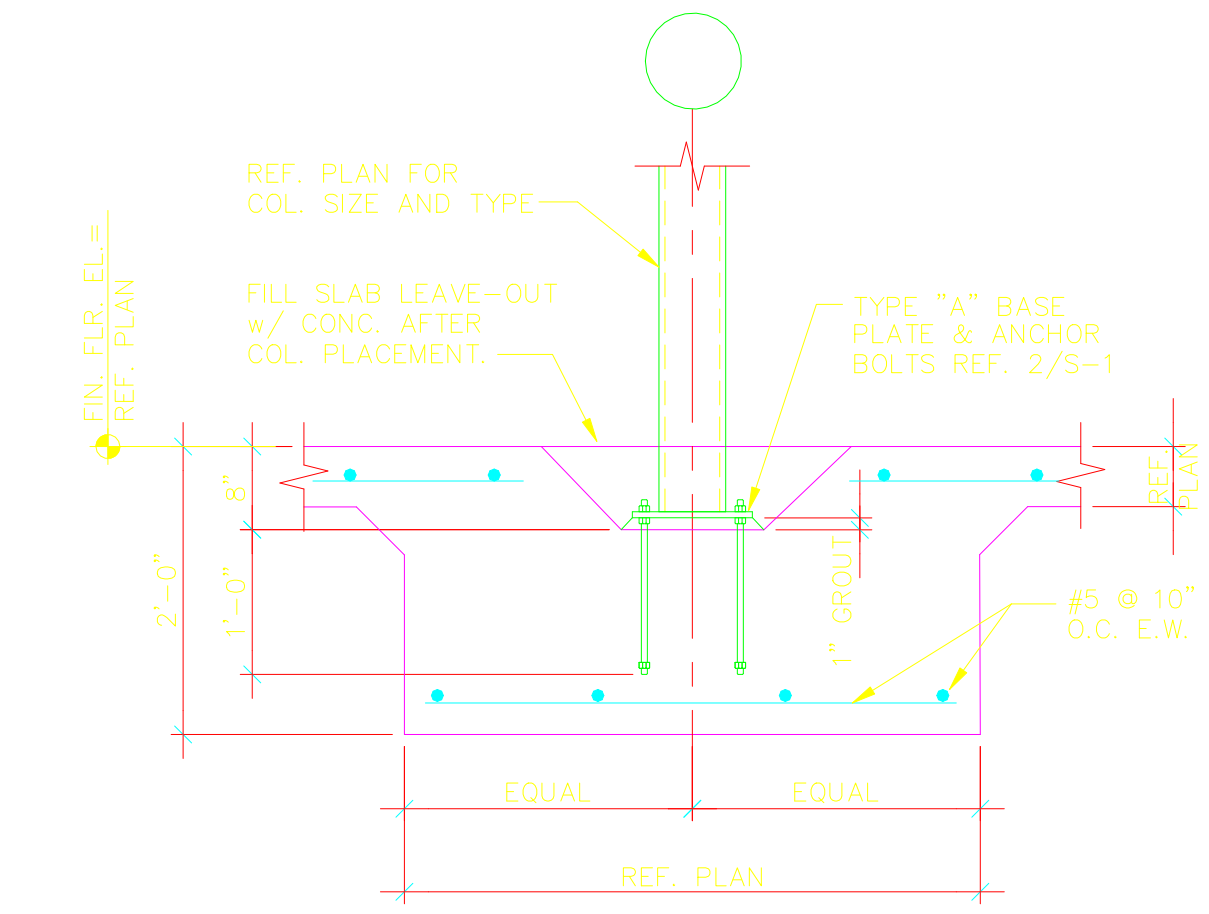 REF. PLAN FOR
COL. SIZE AND TYPE
FIN. FLR. EL.=
REF. PLAN
FILL SLAB LEAVE-OUT
w/ CONC. AFTER
COL. PLACEMENT.
TYPE "A" BASE
PLATE & ANCHOR
BOLTS REF. 2/S-1
8"
REF.
PLAN
2'-0"
1'-0"
1" GROUT
#5 @ 10"
O.C. E.W.
EQUAL
EQUAL
REF. PLAN